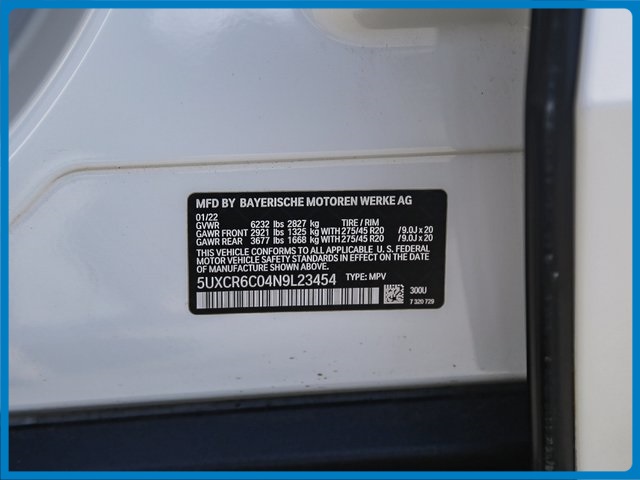 MFD BY BAYERISCHE MOTOREN WERKE AG
01/22
GVWR 6232 lbs 2827 kg TIRE / RIM
GAWR FRONT 2921 lbs 1325 kg 275/45 R20 /9.0J x 20
GAWR REAR 3677 lbs 1668 kg 275/45 R20 /9.0J x 20
THIS VEHICLE CONFORMS TO ALL APPLICABLE U.S. FEDERAL
MOTOR VEHICLE SAFETY STANDARDS IN EFFECT ON THE
DATE OF MANUFACTURE SHOWN ABOVE.
5UXCR6C04N9L23454 TYPE: MPV
300U
7 320 729